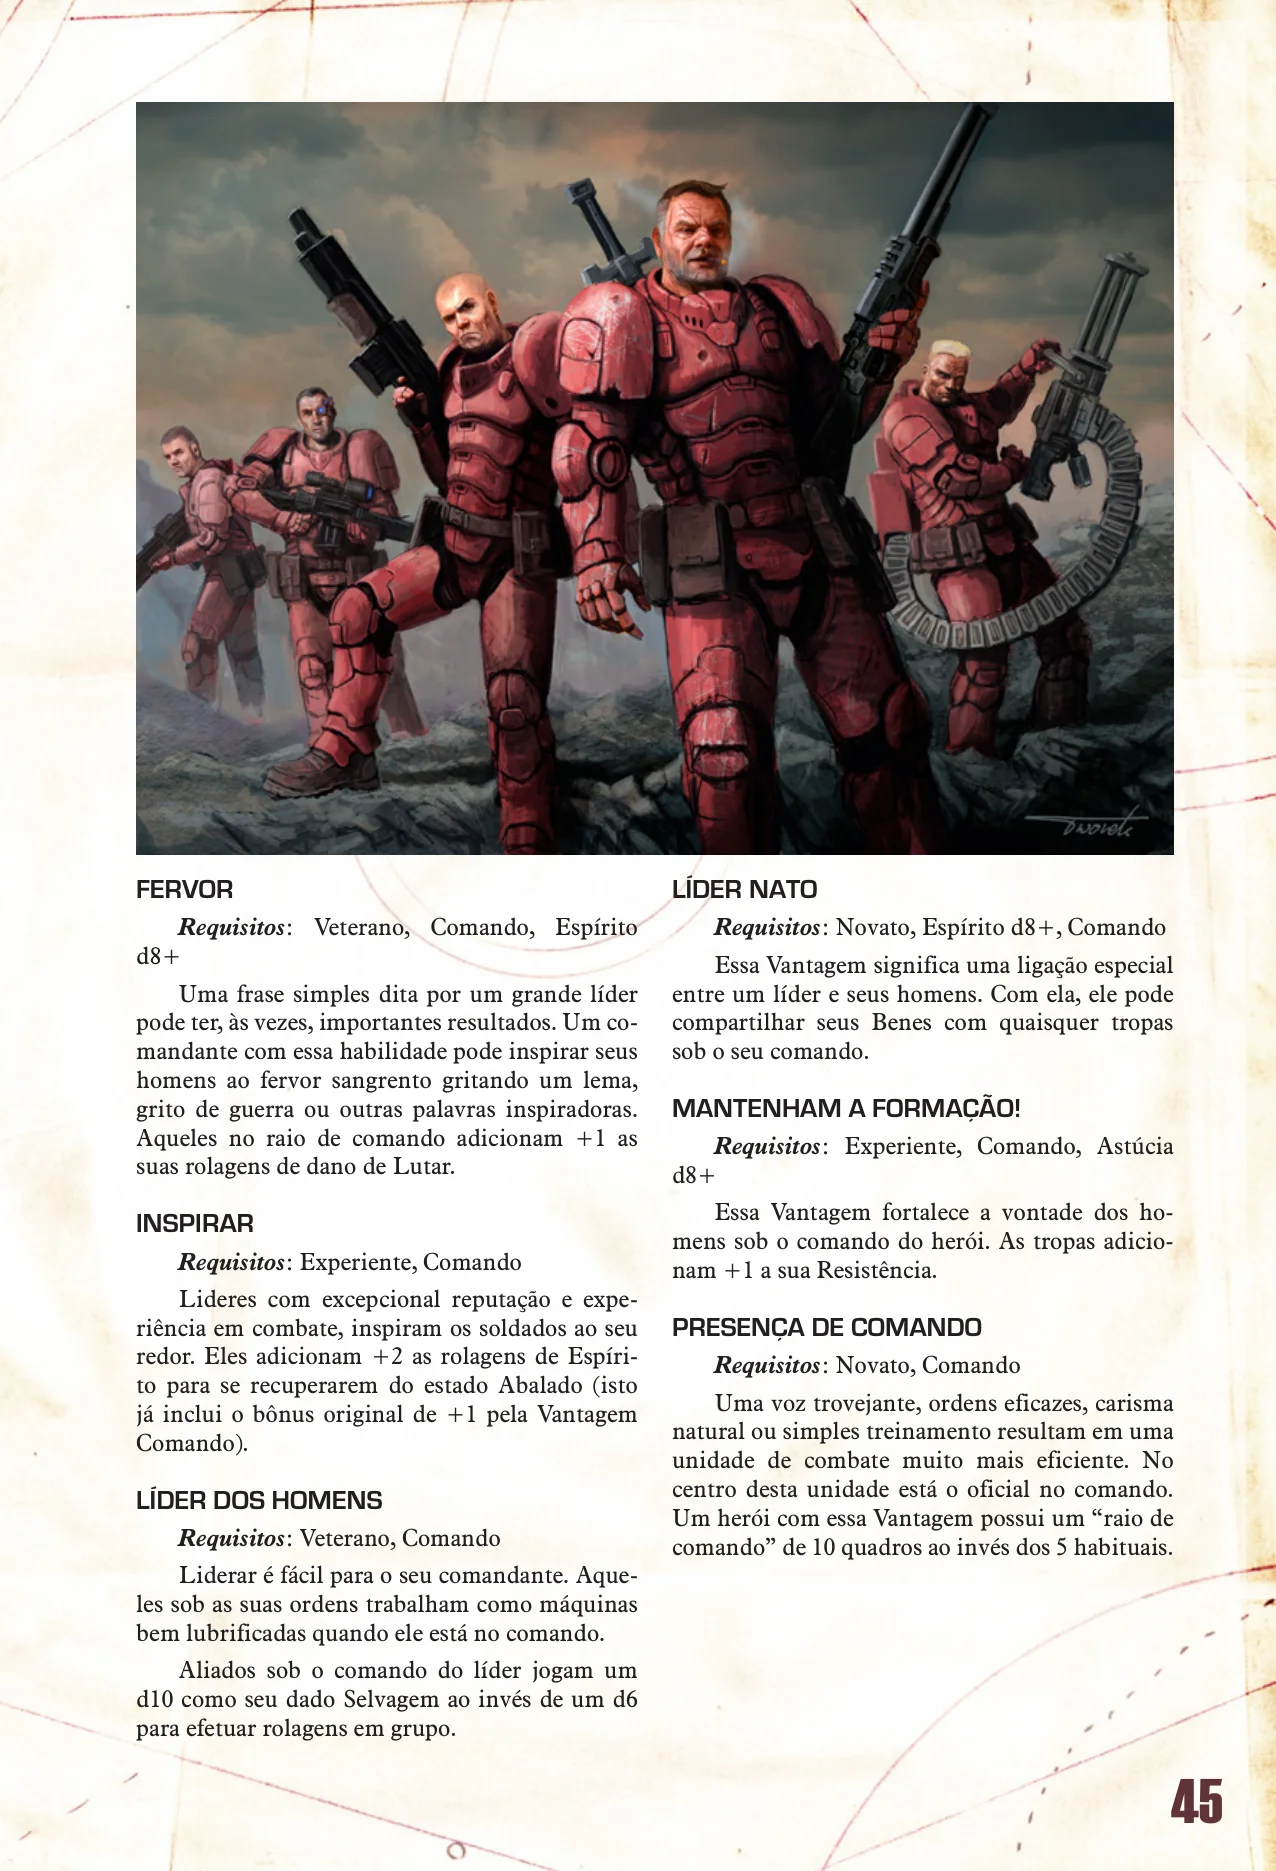 Dworek
FERVOR
Requisitos: Veterano, Comando, Espírito
d8+
Uma frase simples dita por um grande líder
pode ter, às vezes, importantes resultados. Um co-
mandante com essa habilidade pode inspirar seus
homens ao fervor sangrento gritando um lema,
grito de guerra ou outras palavras inspiradoras.
Aqueles no raio de comando adicionam +1 as
suas rolagens de dano de Lutar.
INSPIRAR
Requisitos: Experiente, Comando
Lideres com excepcional reputação e expe-
riência em combate, inspiram os soldados ao seu
redor. Eles adicionam +2 as rolagens de Espíri-
to para se recuperarem do estado Abalado (isto
já inclui o bônus original de +1 pela Vantagem
Comando).
LÍDER DOS HOMENS
Requisitos: Veterano, Comando
Liderar é fácil para o seu comandante. Aque-
les sob as suas ordens trabalham como máquinas
bem lubrificadas quando ele está no comando.
Aliados sob o comando do líder jogam um
d10 como seu dado Selvagem ao invés de um d6
para efetuar rolagens em grupo.
LÍDER NATO
Requisitos: Novato, Espírito d8+, Comando
Essa Vantagem significa uma ligação especial
entre um líder e seus homens. Com ela, ele pode
compartilhar seus Benes com quaisquer tropas
sob o seu comando.
MANTENHAM A FORMAÇÃO!
Requisitos: Experiente, Comando, Astúcia
d8+
Essa Vantagem fortalece a vontade dos ho-
mens sob o comando do herói. As tropas adicio-
nam +1 a sua Resistência.
PRESENÇA DE COMANDO
Requisitos: Novato, Comando
Uma voz trovejante, ordens eficazes, carisma
natural ou simples treinamento resultam em uma
unidade de combate muito mais eficiente. No
centro desta unidade está o oficial no comando.
Um herói com essa Vantagem possui um “raio de
comando” de 10 quadros ao invés dos 5 habituais.
45